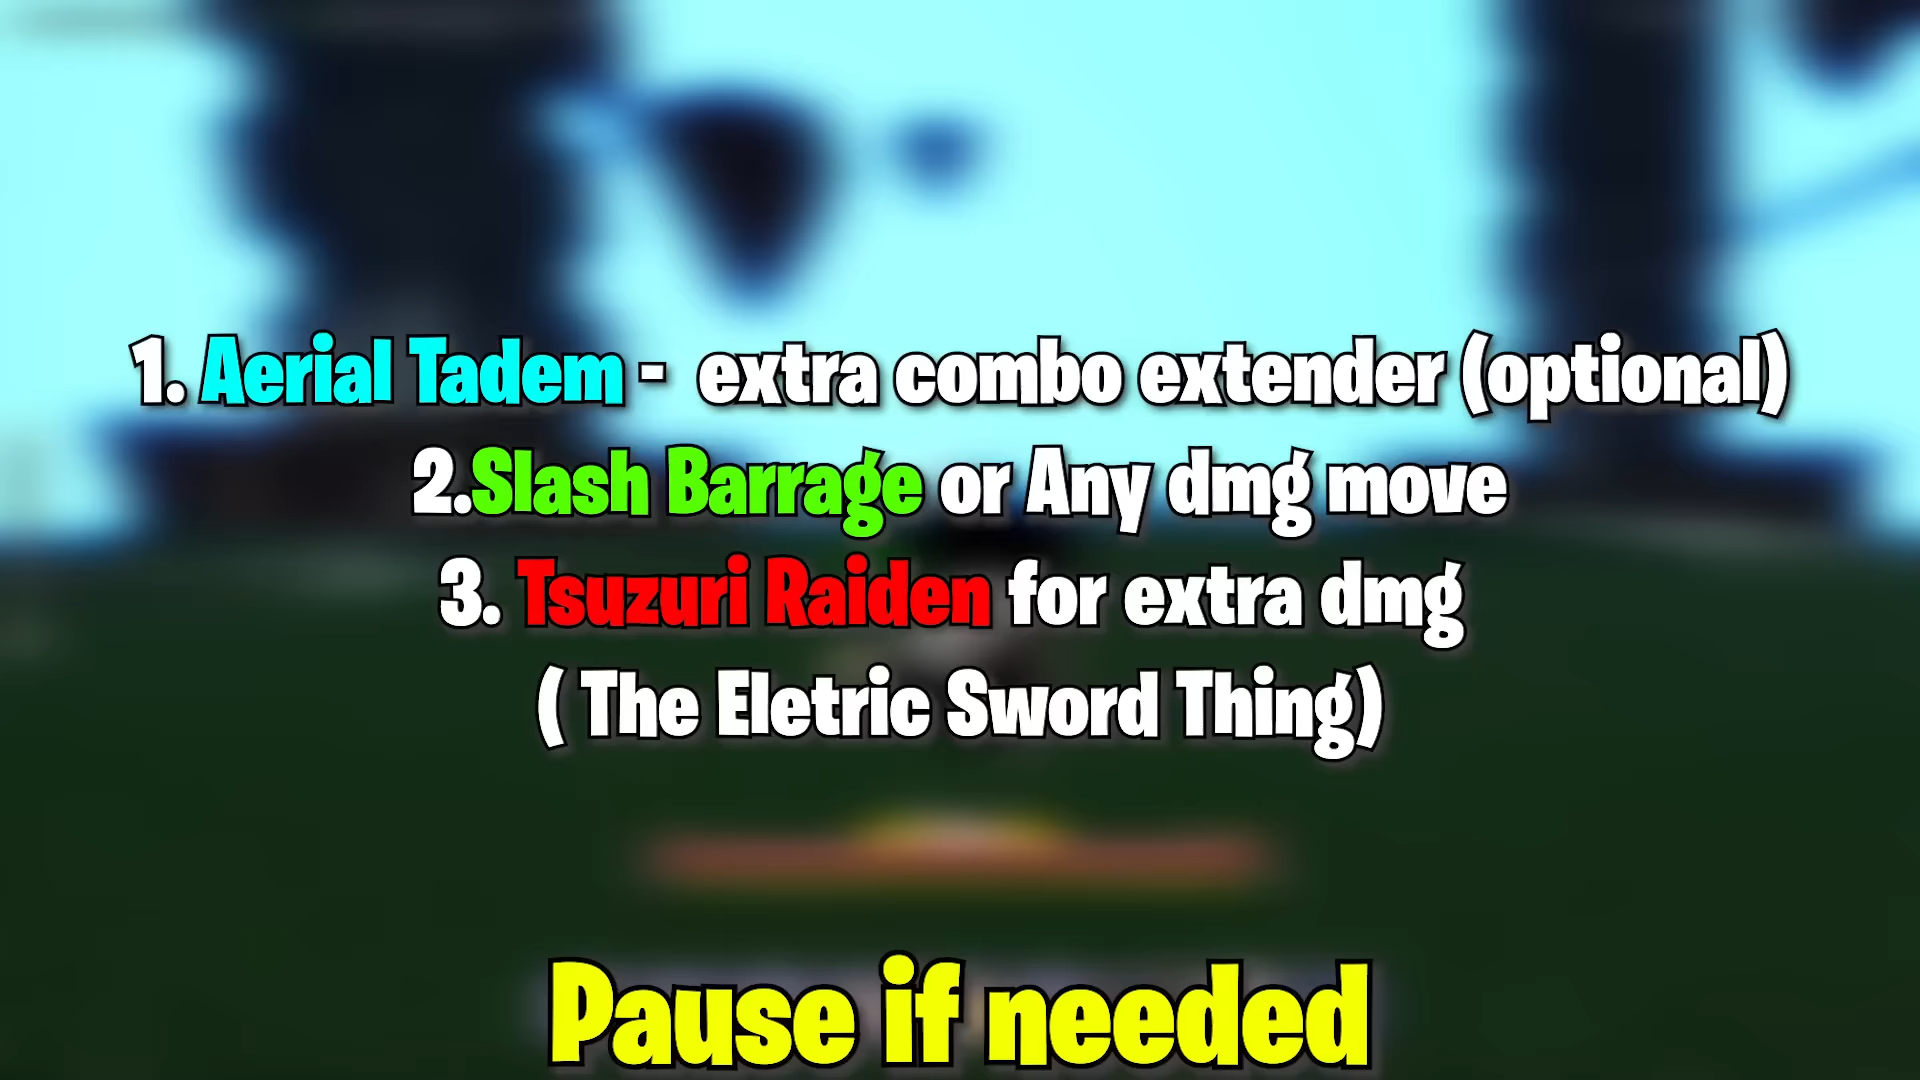 1. Aerial Tadem - extra combo extender (optional)
2.Slash Barrage or Any dmg move
3. Tsuzuri Raiden for extra dmg
( The Eletric Sword Thing)
Pause if needed